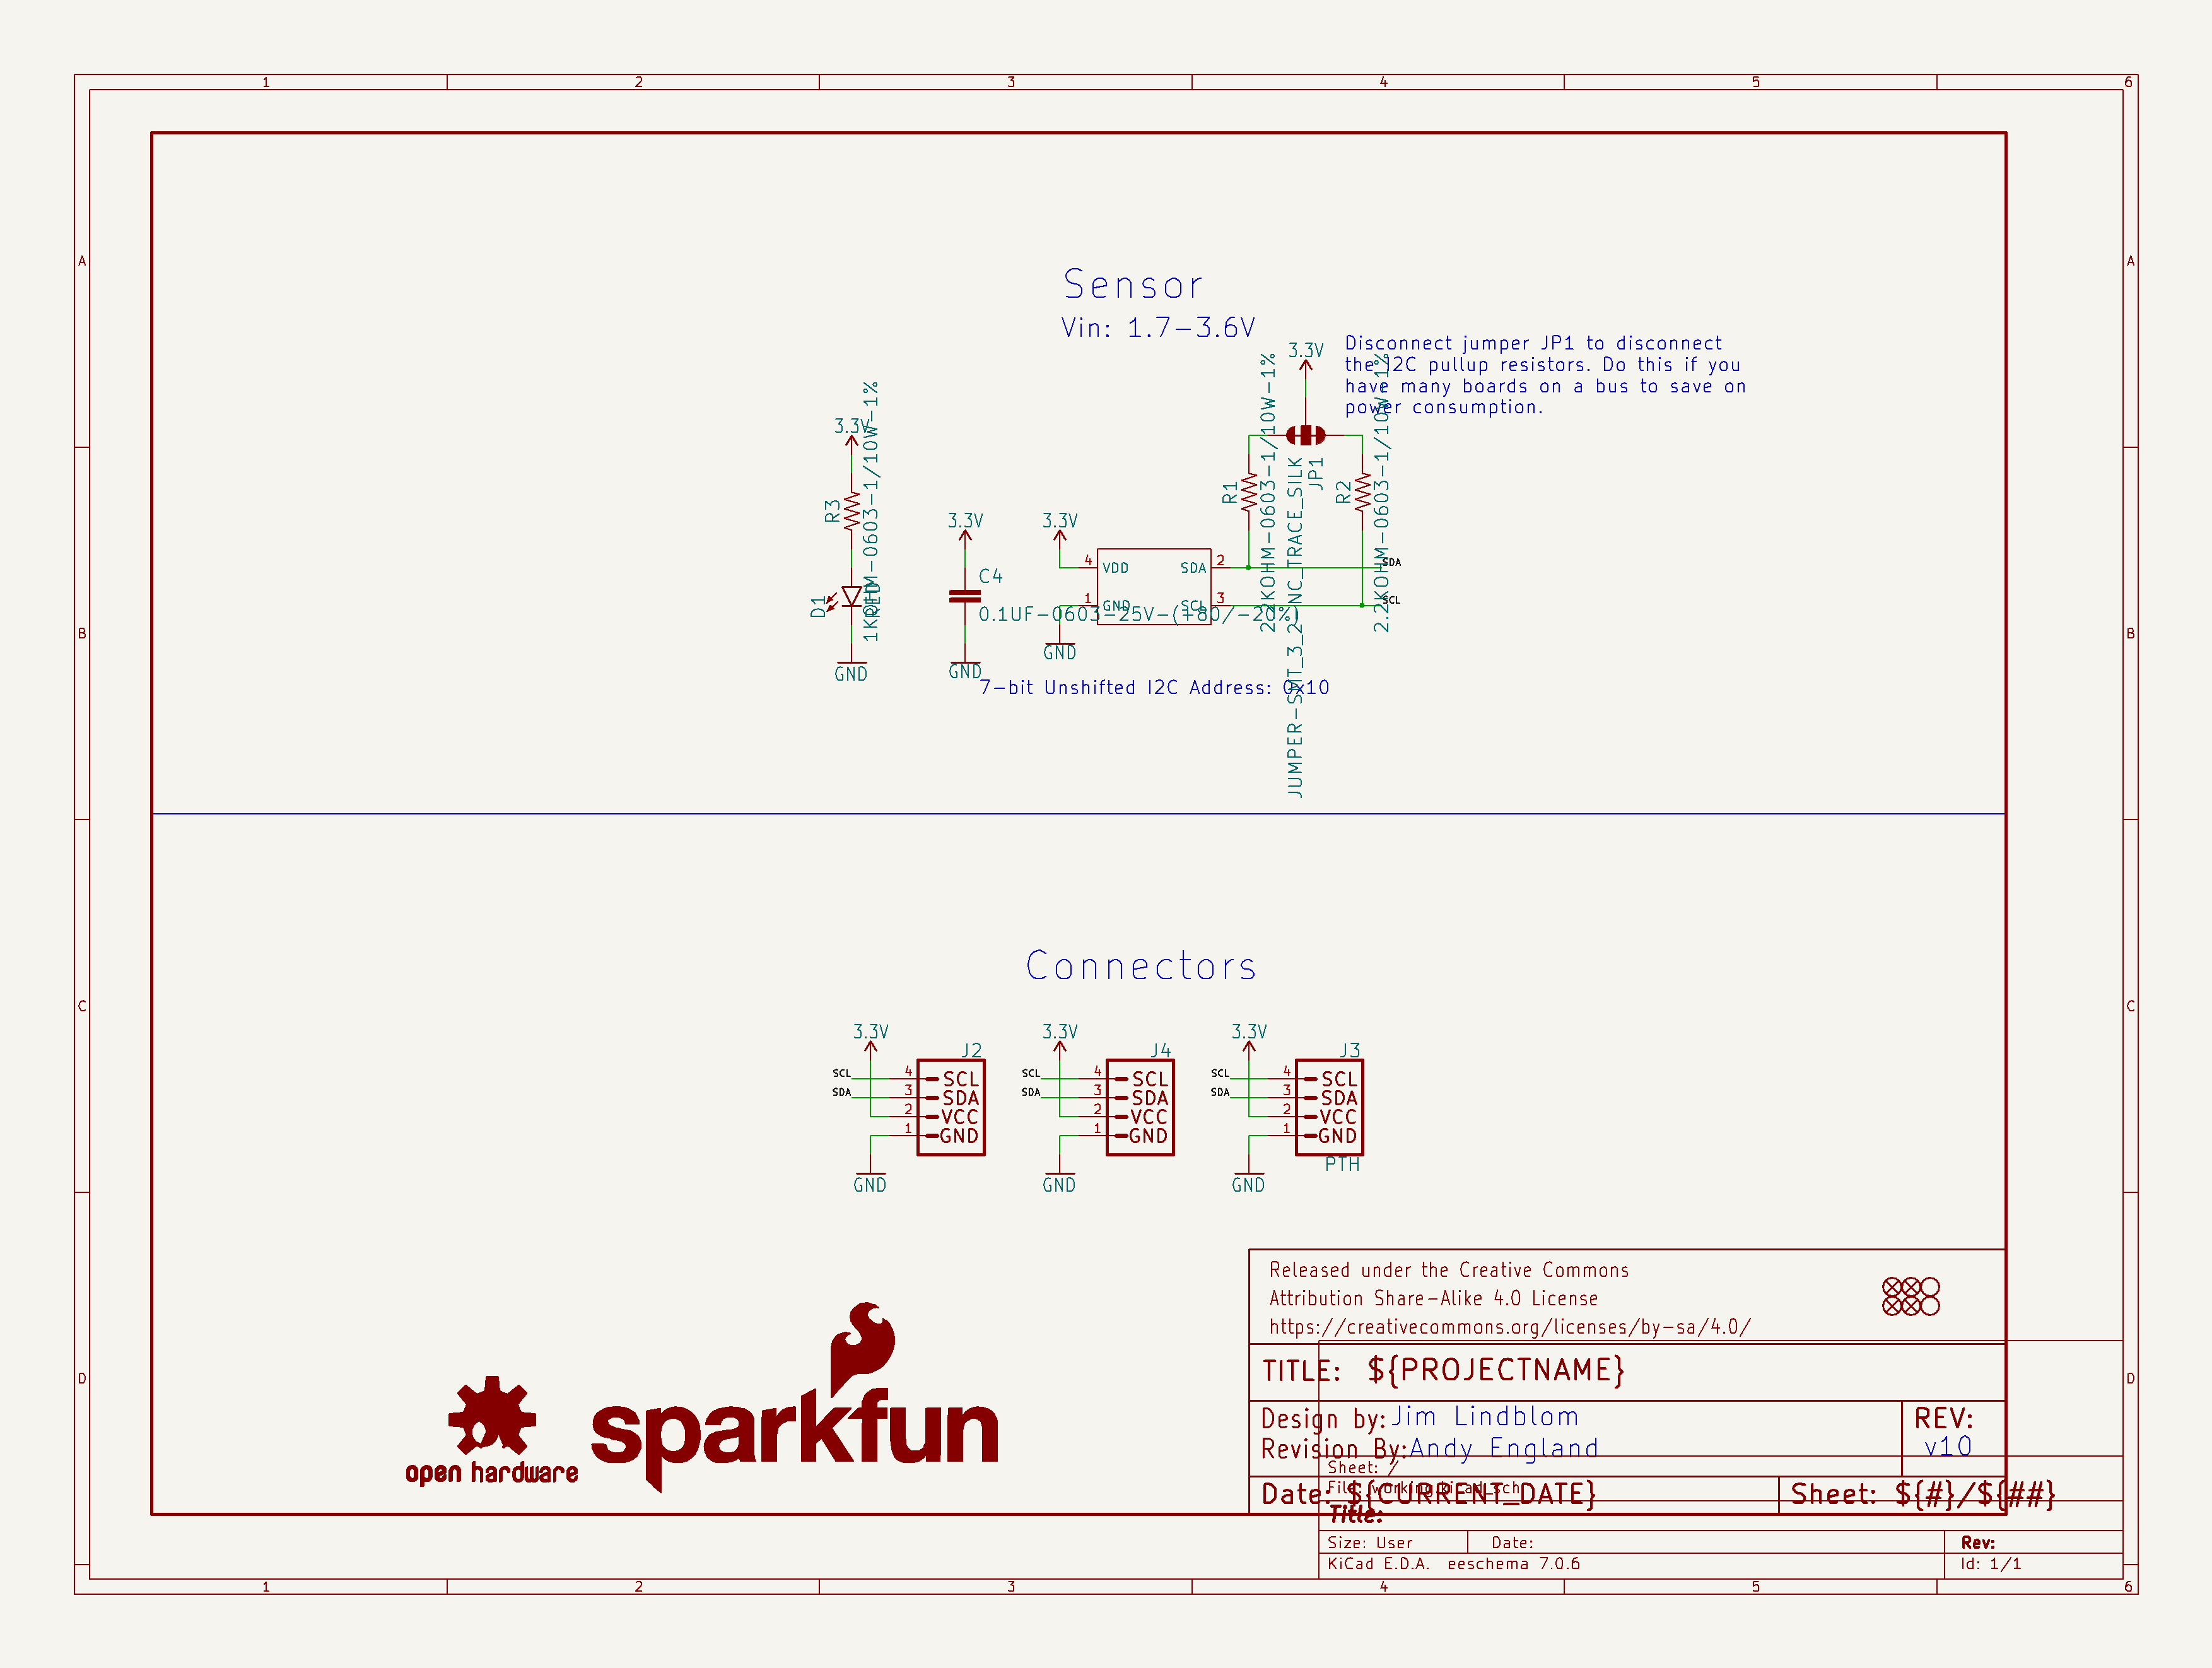 1 2 3 4 5 6
A A
B B
C C
D D
Sensor
Vin: 1.7-3.6V
Disconnect jumper JP1 to disconnect
the I2C pullup resistors. Do this if you
have many boards on a bus to save on
power consumption.
3.3V
R3
1KOHM-0603-1/10W-1%
D1
RED
GND
3.3V
C4
0.1UF-0603-25V-(+80/-20%)
GND
3.3V
4 VDD SDA 2
1 GND SCL 3
GND
3.3V
JP1
JUMPER-SMT_3_2-NC_TRACE_SILK
R1
2.2KOHM-0603-1/10W-1%
R2
2.2KOHM-0603-1/10W-1%
SDA
SCL
7-bit Unshifted I2C Address: 0x10
Connectors
3.3V J2
SCL 4 SCL
SDA 3 SDA
2 VCC
1 GND
GND
3.3V J4
SCL 4 SCL
SDA 3 SDA
2 VCC
1 GND
GND
3.3V J3
SCL 4 SCL
SDA 3 SDA
2 VCC
1 GND
PTH
GND
Released under the Creative Commons
Attribution Share-Alike 4.0 License
https://creativecommons.org/licenses/by-sa/4.0/
TITLE: ${PROJECTNAME}
Design by: Jim Lindblom
REV:
Revision By: Andy England
v10
Date: ${CURRENT_DATE}
Sheet: ${#}/${##}
Sheet: /
File: working.kicad_sch
Title:
Size: User Date: Rev:
KiCad E.D.A. eeschema 7.0.6 Id: 1/1
open hardware
sparkfun
1 2 3 4 5 6